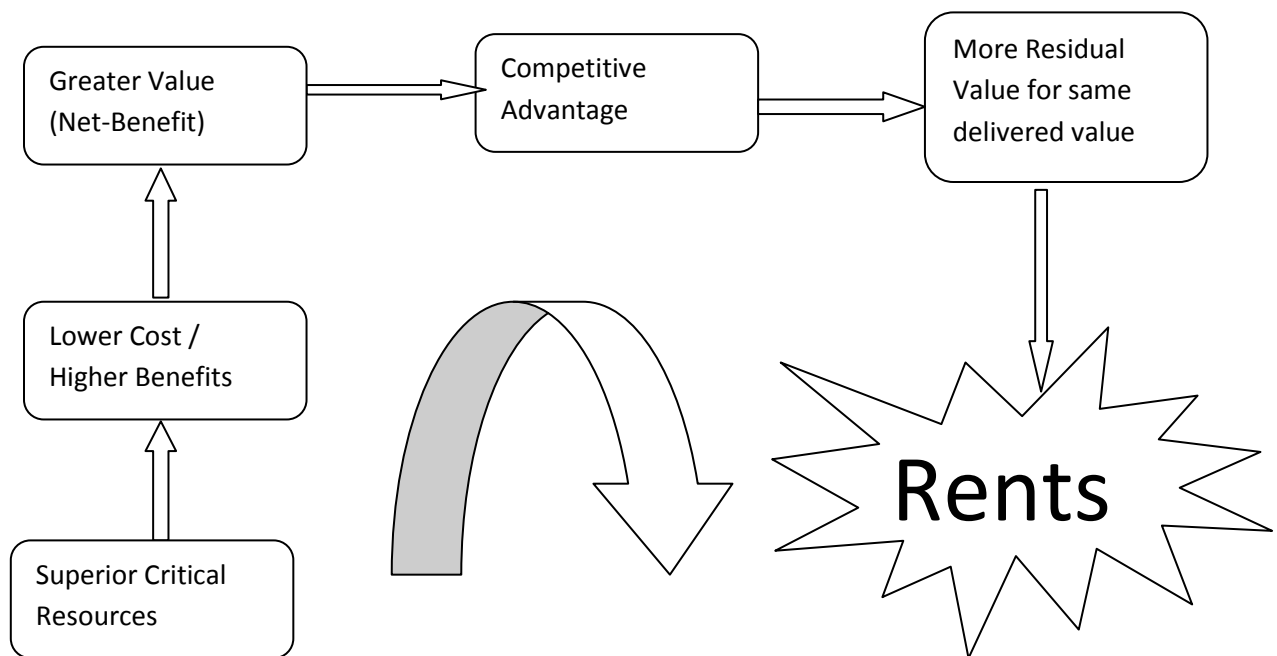 Greater Value
(Net-Benefit)
Competitive
Advantage
More Residual
Value for same
delivered value
Lower Cost /
Higher Benefits
Rents
Superior Critical
Resources